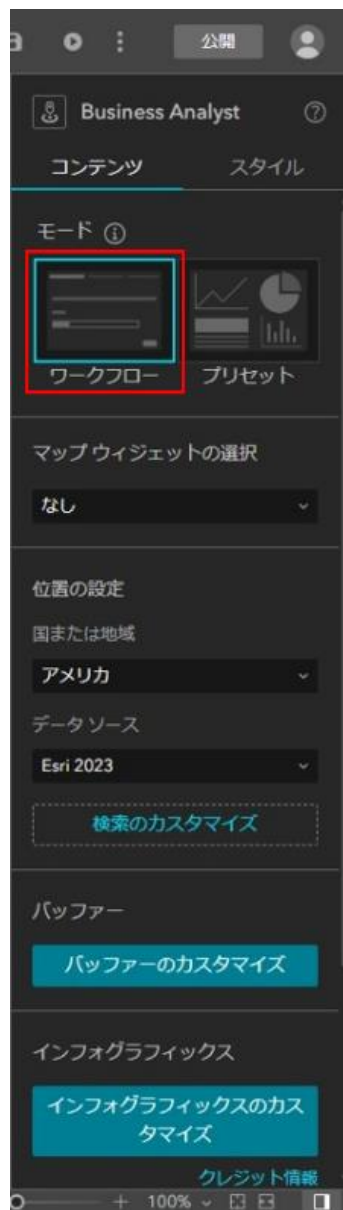 公開
Business Analyst
コンテンツ スタイル
モード
ワークフロー プリセット
マップ ウィジェットの選択
なし
位置の設定
国または地域
アメリカ
データ ソース
Esri 2023
検索のカスタマイズ
バッファー
バッファーのカスタマイズ
インフォグラフィックス
インフォグラフィックスのカス
タマイズ
クレジット情報
100%